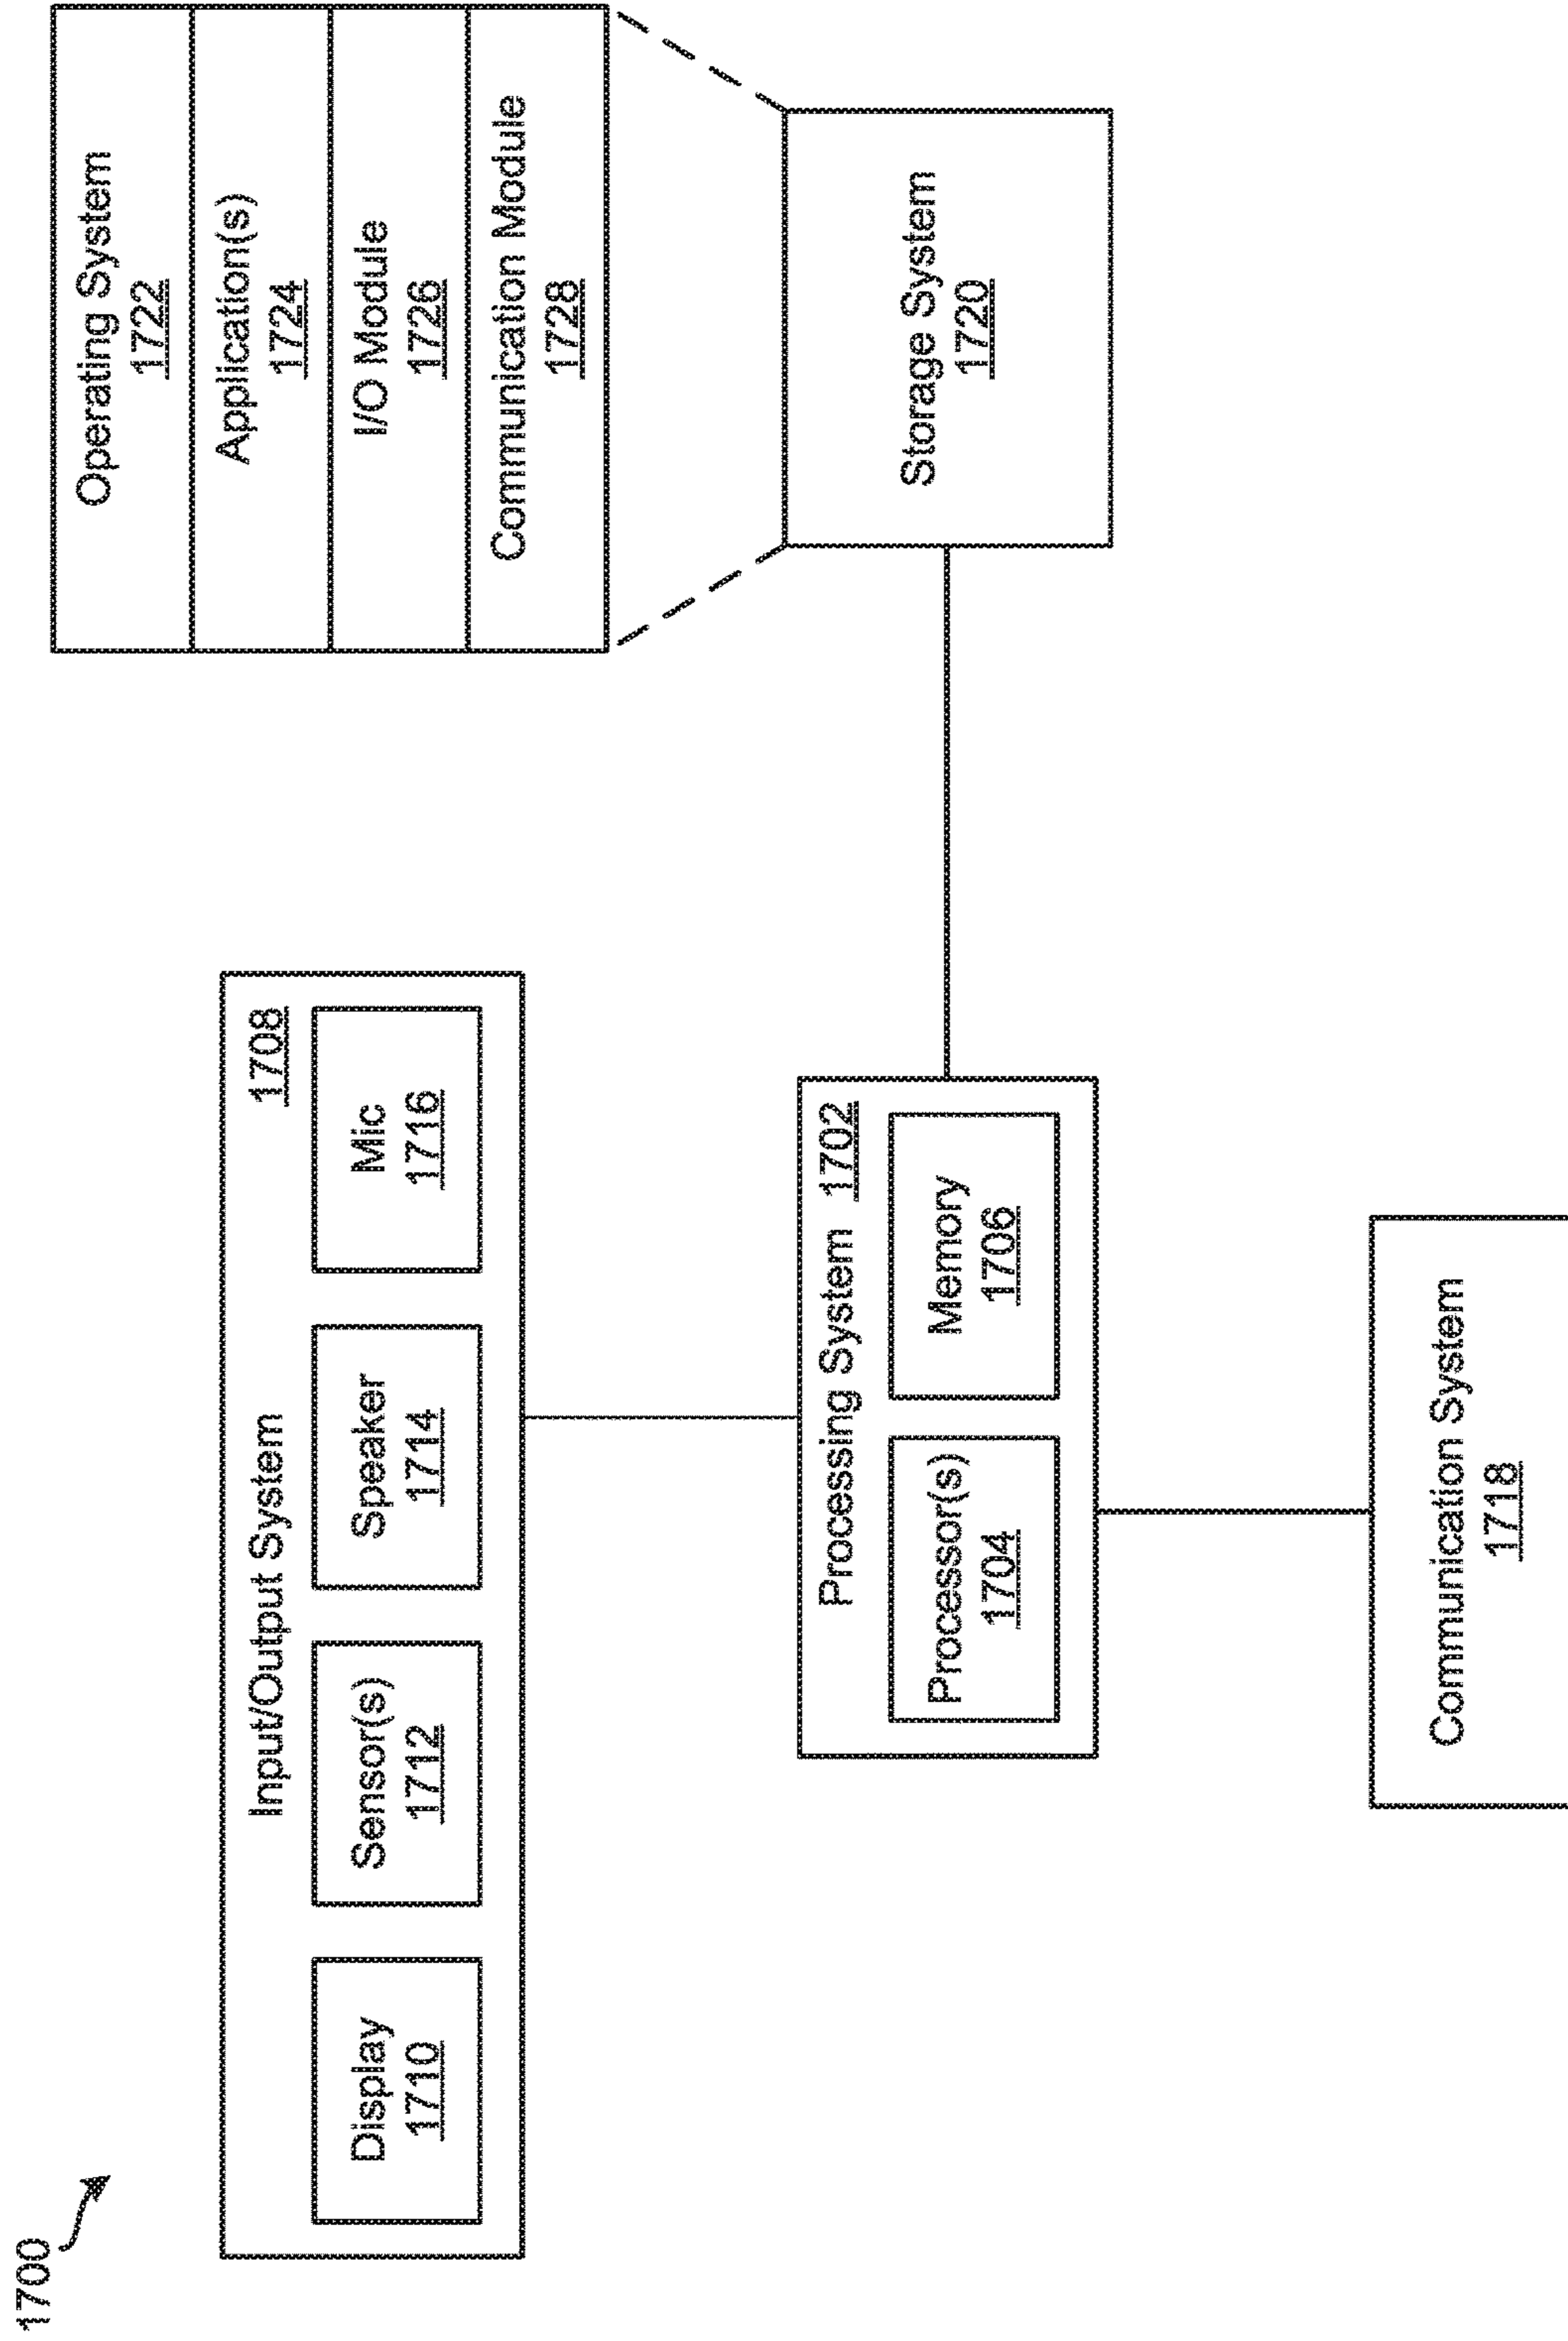 1700
Input/Output System
1708
Display
1710
Sensor(s)
1712
Speaker
1714
Mic
1716
Processing System 1702
Processor(s)
1704
Memory
1706
Communication System
1718
Operating System
1722
Application(s)
1724
I/O Module
1726
Communication Module
1728
Storage System
1720